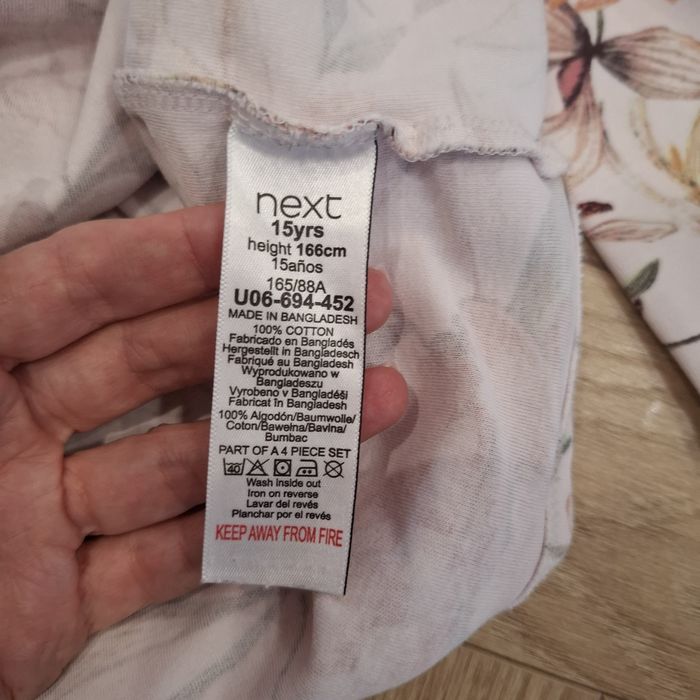 next
15yrs
height 166cm
15años
165/88A
U06-694-452
MADE IN BANGLADESH
100% COTTON
Fabricado en Bangladés
Hergestellt in Bangladesch
Fabriqué au Bangladesh
Wyprodukowano w
Bangladeszu
Vyrobeno v Bangladéši
Fabricat în Bangladesh
100% Algodón/Baumwolle/
Coton/Bawełna/Bavlna/
Bumbac
PART OF A 4 PIECE SET
40
Wash inside out
Iron on reverse
Lavar del revés
Planchar por el revés
KEEP AWAY FROM FIRE